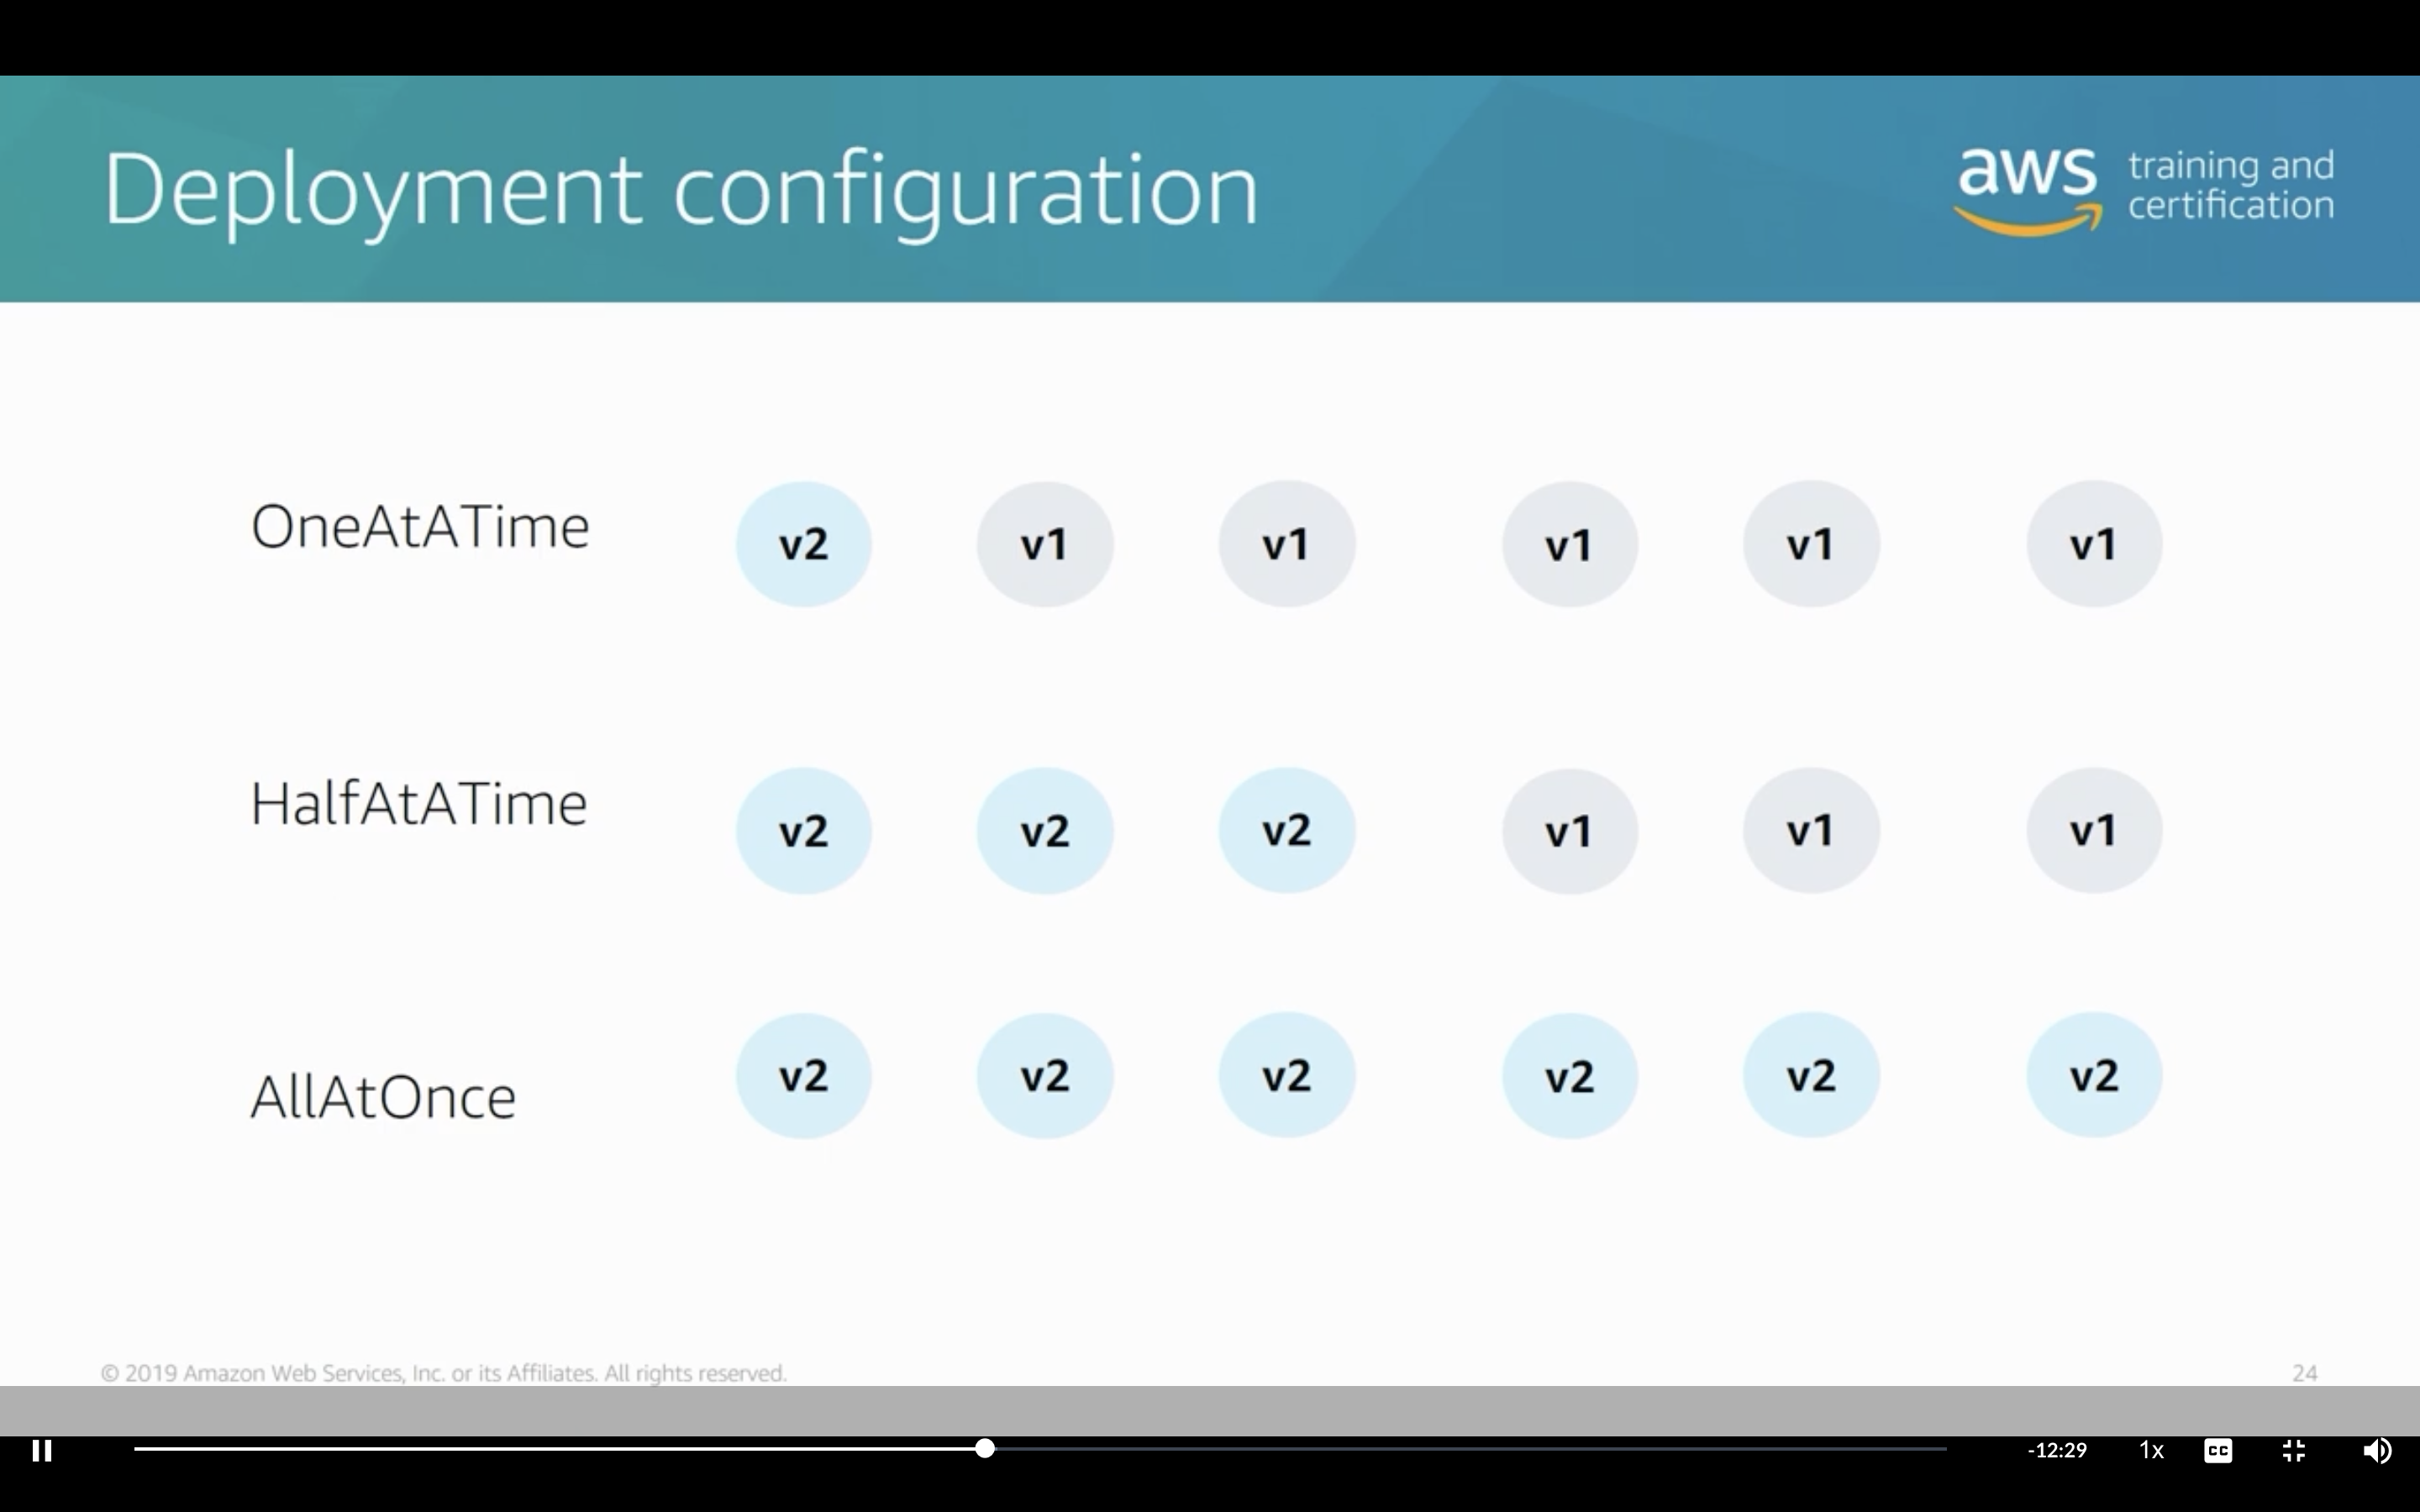 Deployment configuration
aws training and certification
OneAtATime v2 v1 v1 v1 v1 v1
HalfAtATime v2 v2 v2 v1 v1 v1
AllAtOnce v2 v2 v2 v2 v2 v2
© 2019 Amazon Web Services, Inc. or its Affiliates. All rights reserved. 24
-12:29 1x CC